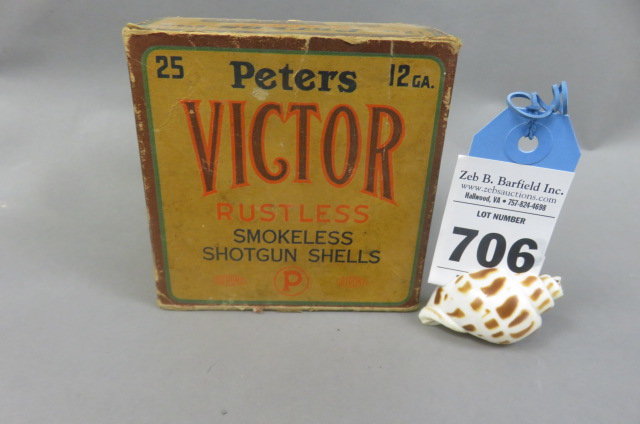 25 Peters 12 GA.
VICTOR
RUSTLESS
SMOKELESS
SHOTGUN SHELLS
P
Zeb B. Barfield Inc.
www.zebsauctions.com
Hallwood, VA • 757-824-4698
LOT NUMBER
706